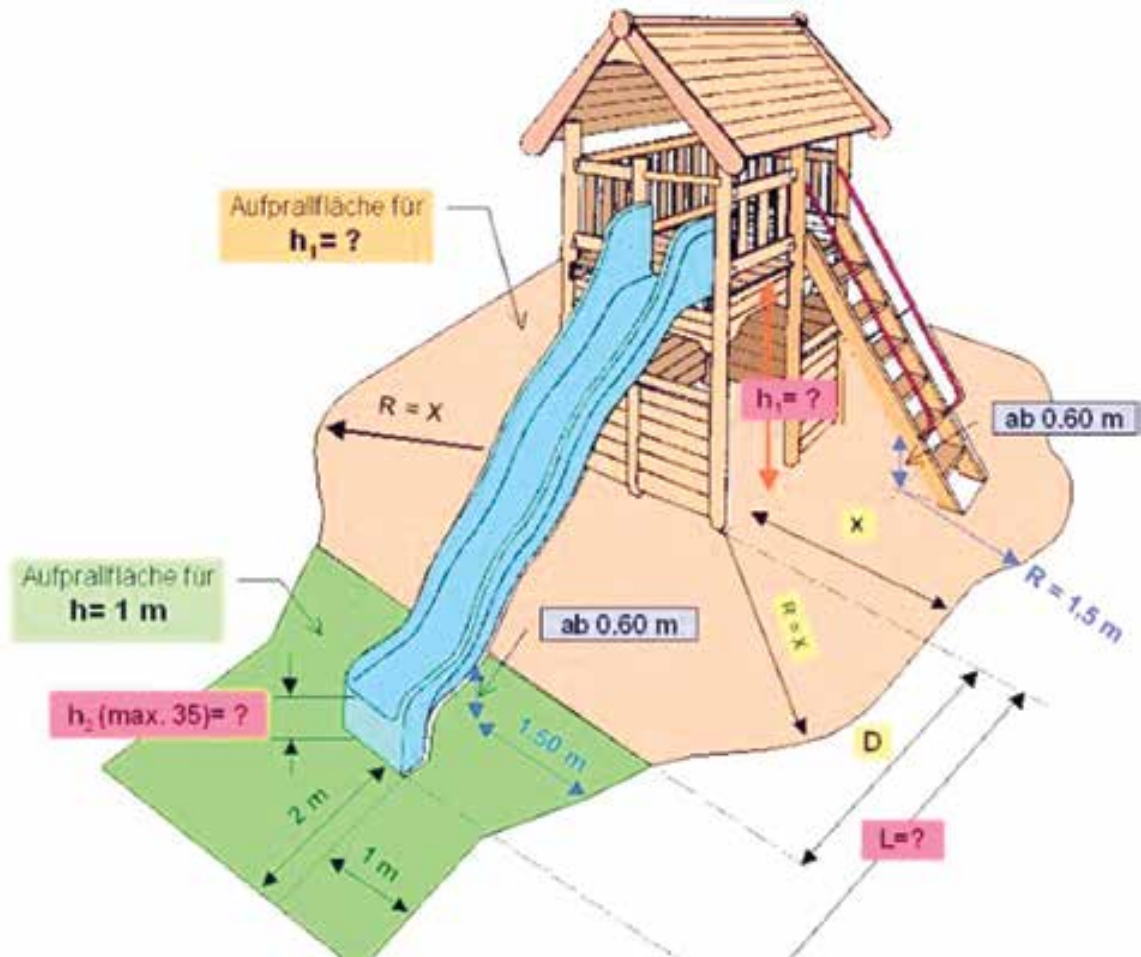 Aufprallfläche für
h₁= ?
R = X
h₁= ?
ab 0.60 m
X
R = 1,5 m
Aufprallfläche für
h= 1 m
ab 0.60 m
R = X
h₂ (max. 35)= ?
1.50 m
D
2 m
L=?
1 m